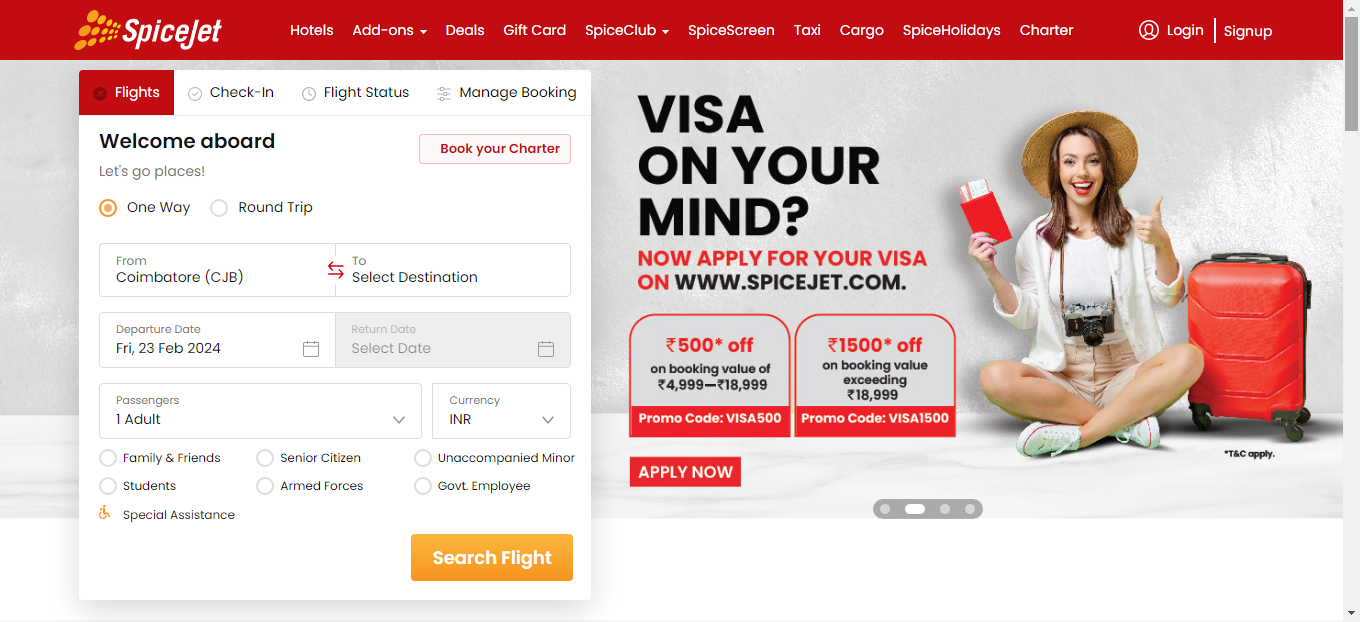 SpiceJet
Hotels Add-ons Deals Gift Card SpiceClub SpiceScreen Taxi Cargo SpiceHolidays Charter Login Signup
Flights Check-In Flight Status Manage Booking
Welcome aboard
Book your Charter
Let's go places!
One Way Round Trip
From
Coimbatore (CJB)
To
Select Destination
Departure Date
Fri, 23 Feb 2024
Return Date
Select Date
Passengers
1 Adult
Currency
INR
Family & Friends Senior Citizen Unaccompanied Minor
Students Armed Forces Govt. Employee
Special Assistance
Search Flight
VISA
ON YOUR
MIND?
NOW APPLY FOR YOUR VISA
ON WWW.SPICEJET.COM.
₹500* off
on booking value of
₹4,999—₹18,999
Promo Code: VISA500
₹1500* off
on booking value
exceeding
₹18,999
Promo Code: VISA1500
APPLY NOW
*T&C apply.